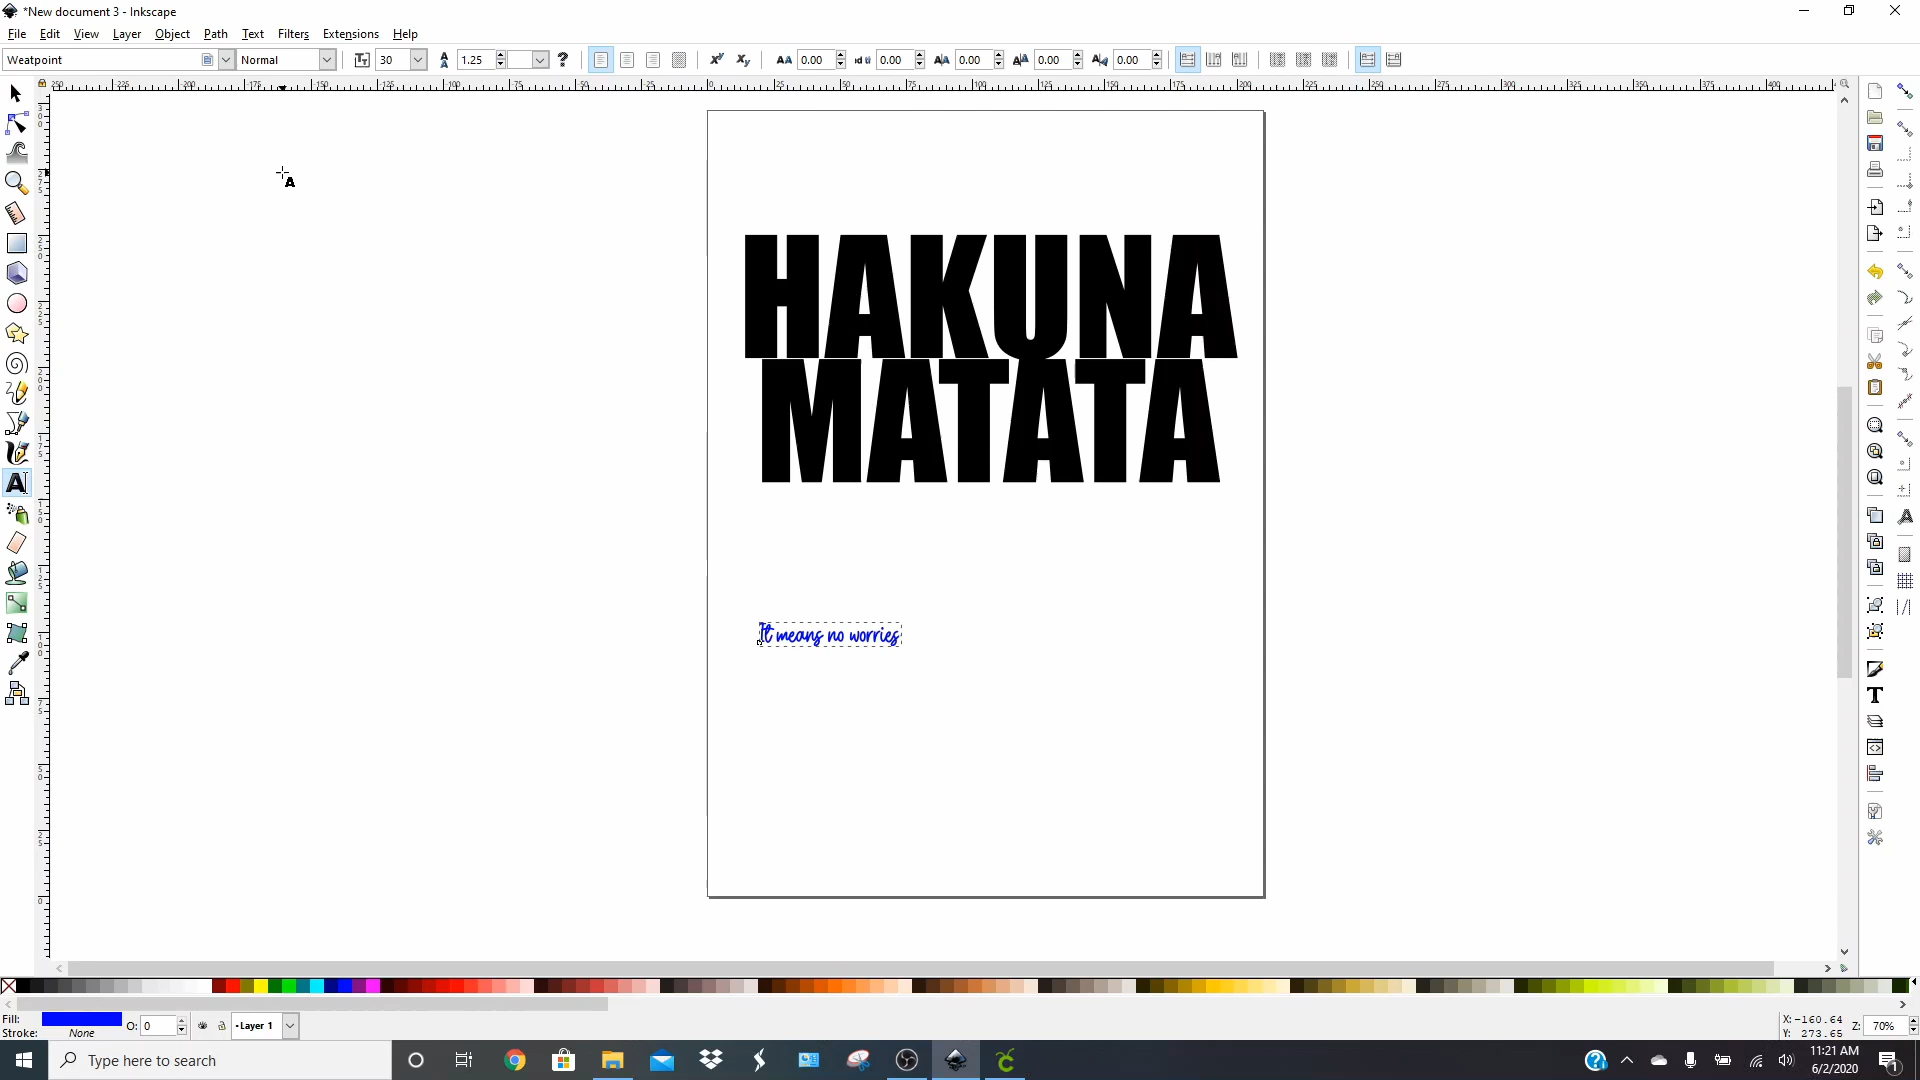 *New document 3 - Inkscape
File Edit View Layer Object Path Text Filters Extensions Help
Weatpoint Normal 30 1.25 0.00 0.00 0.00 0.00 0.00
HAKUNA
MATATA
It means no worries
Fill:
Stroke: None O: 0 •Layer 1
X: -160.64
Y: 273.65 Z: 70%
Type here to search
11:21 AM
6/2/2020